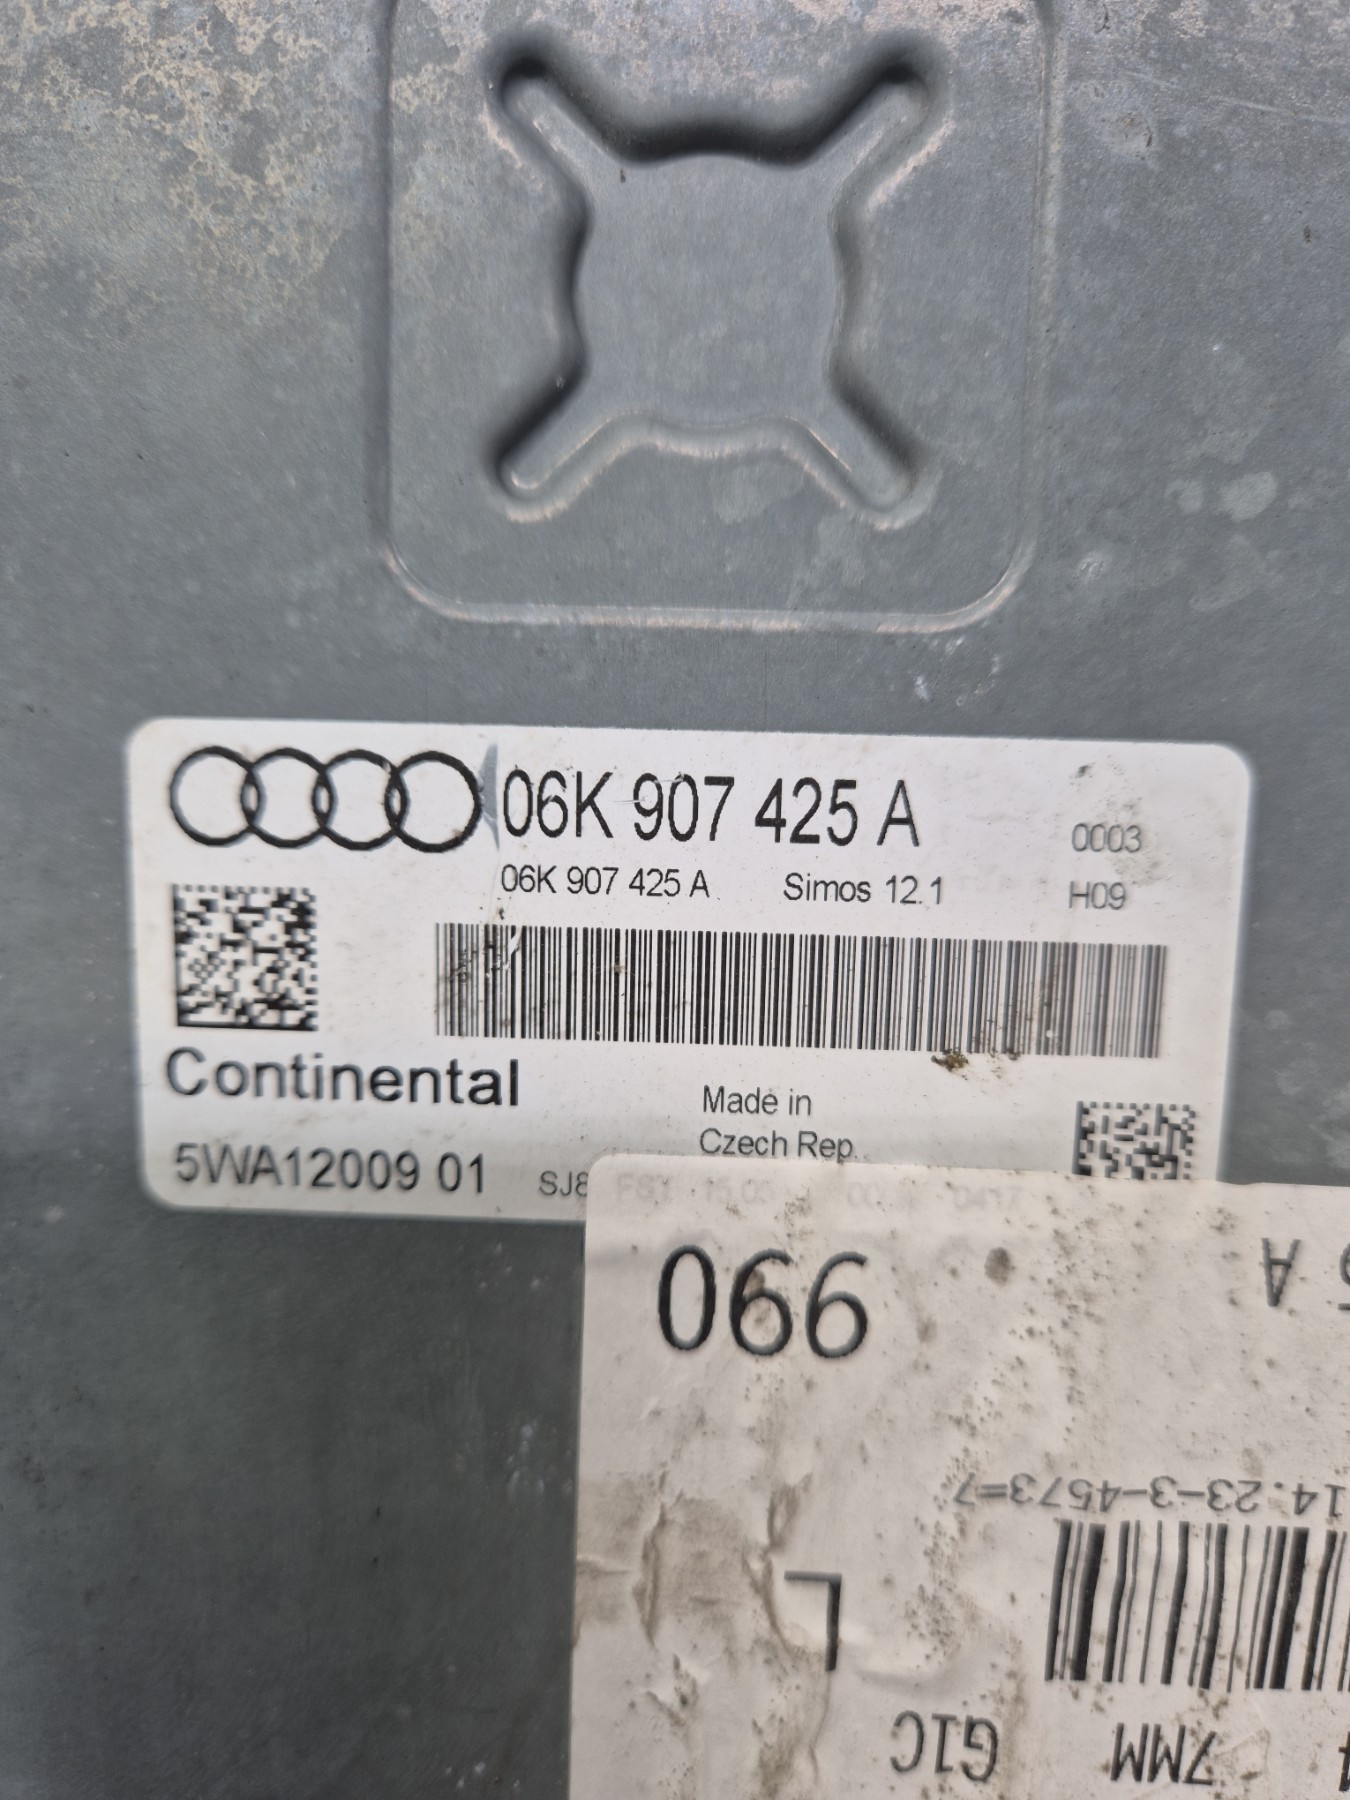 06K 907 425 A 0003
06K 907 425 A Simos 12.1 H09
Continental
Made in
Czech Rep.
5WA12009 01 SJ8
066
A
14:23-3-4573=7
L
G1C 7MM